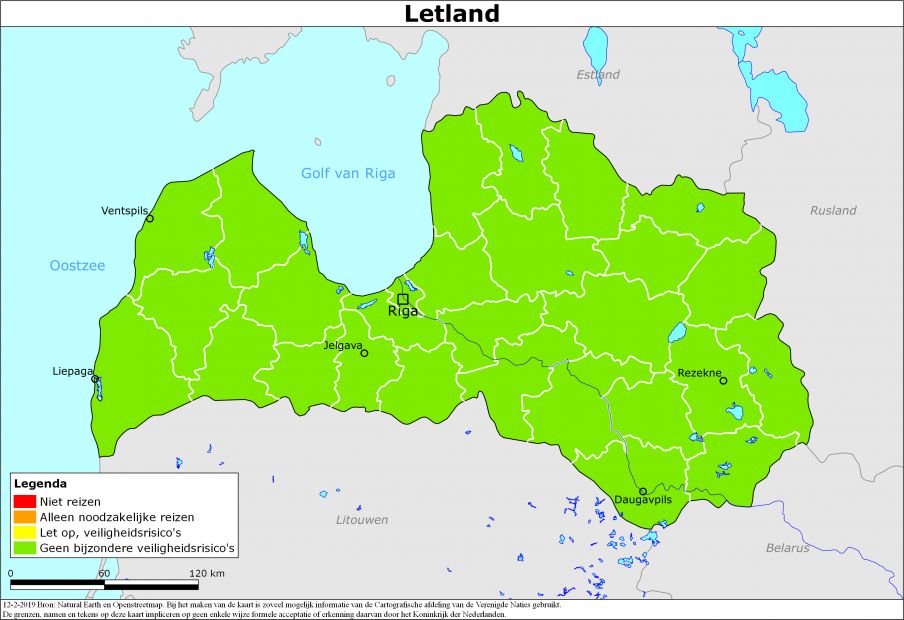 Letland
Estland
Golf van Riga
Rusland
Ventspils
Oostzee
Riga
Jelgava
Liepaga
Rezekne
Daugavpils
Legenda
Niet reizen
Alleen noodzakelijke reizen
Let op, veiligheidsrisico's
Geen bijzondere veiligheidsrisico's
Litouwen
Belarus
0 60 120 km
12-2-2019 Bron: Natural Earth en Openstreetmap. Bij het maken van de kaart is zoveel mogelijk informatie van de Cartografische afdeling van de Verenigde Naties gebruikt.
De grenzen, namen en tekens op deze kaart impliceren op geen enkele wijze formele acceptatie of erkenning daarvan door het Koninkrijk der Nederlanden.